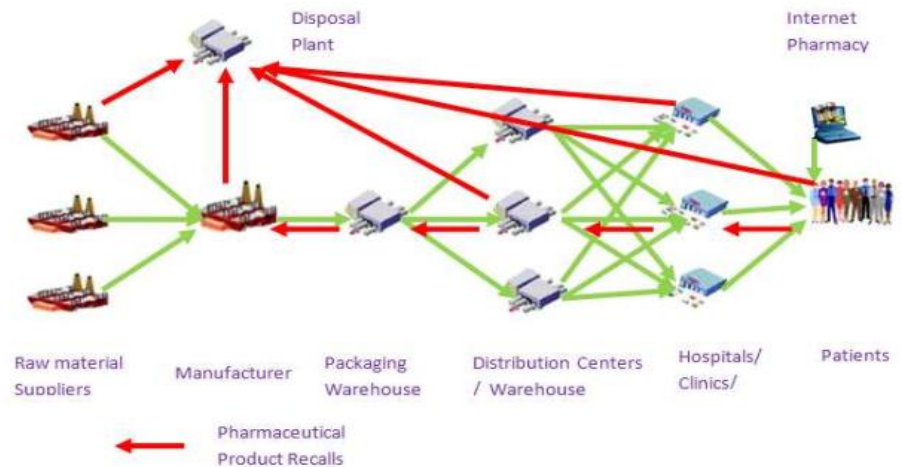 Disposal
Plant
Internet
Pharmacy
Raw material
Suppliers
Manufacturer
Packaging
Warehouse
Distribution Centers
/ Warehouse
Hospitals/
Clinics/
Patients
Pharmaceutical
Product Recalls